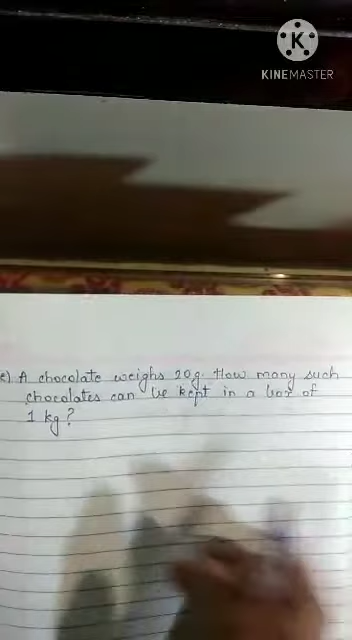 K
KINEMASTER
e) A chocolate weighs 20g. How many such
chocolates can be kept in a box of
1 kg?